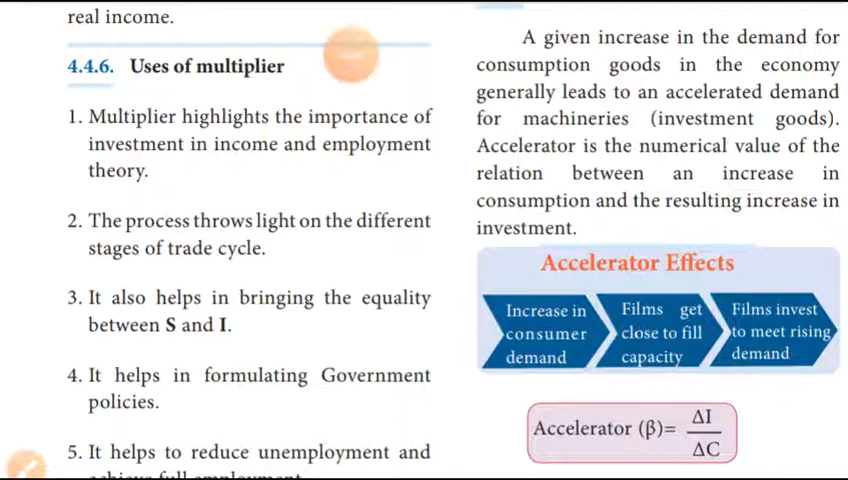 real income.
4.4.6. Uses of multiplier
1. Multiplier highlights the importance of
investment in income and employment
theory.
2. The process throws light on the different
stages of trade cycle.
3. It also helps in bringing the equality
between S and I.
4. It helps in formulating Government
policies.
5. It helps to reduce unemployment and
achieve full employment.
A given increase in the demand for
consumption goods in the economy
generally leads to an accelerated demand
for machineries (investment goods).
Accelerator is the numerical value of the
relation between an increase in
consumption and the resulting increase in
investment.
Accelerator Effects
Increase in
consumer
demand
Films get
close to fill
capacity
Films invest
to meet rising
demand
Accelerator (β)= ΔI
ΔC